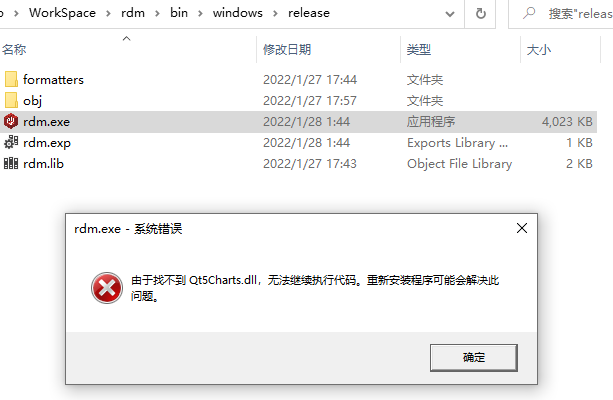 WorkSpace > rdm > bin > windows > release
搜索"releas
名称 修改日期 类型 大小
formatters 2022/1/27 17:44 文件夹
obj 2022/1/27 17:57 文件夹
rdm.exe 2022/1/28 1:44 应用程序 4,023 KB
rdm.exp 2022/1/28 1:44 Exports Library ... 1 KB
rdm.lib 2022/1/27 17:43 Object File Library 2 KB
rdm.exe - 系统错误
由于找不到 Qt5Charts.dll，无法继续执行代码。重新安装程序可能会解决此
问题。
确定